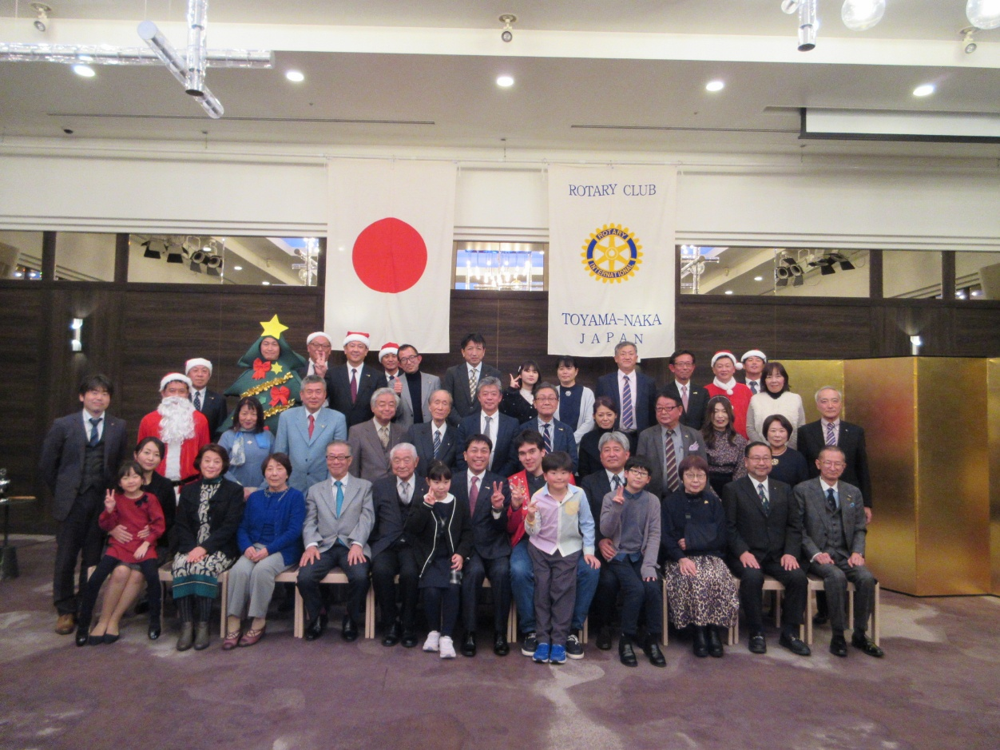 ROTARY CLUB
ROTARY
INTERNATIONAL
TOYAMA-NAKA
JAPAN